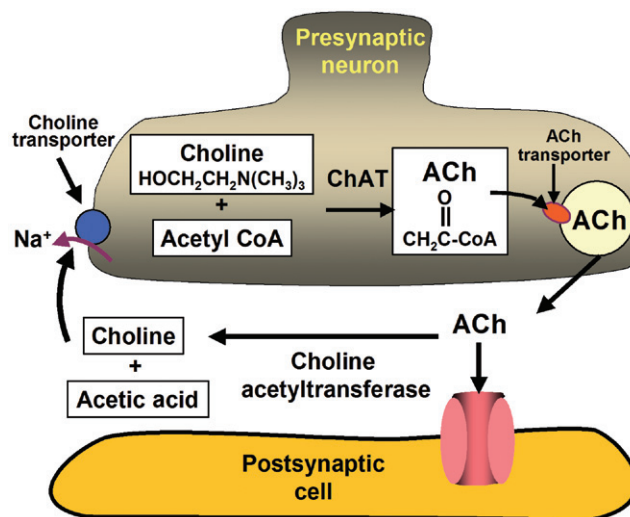 Presynaptic
neuron
Choline
transporter
Choline
HOCH₂CH₂N(CH₃)₃
+
Acetyl CoA
ChAT
ACh
O
CH₂C-CoA
ACh
transporter
ACh
Na⁺
Choline
+
Acetic acid
ACh
Choline
acetyltransferase
Postsynaptic
cell